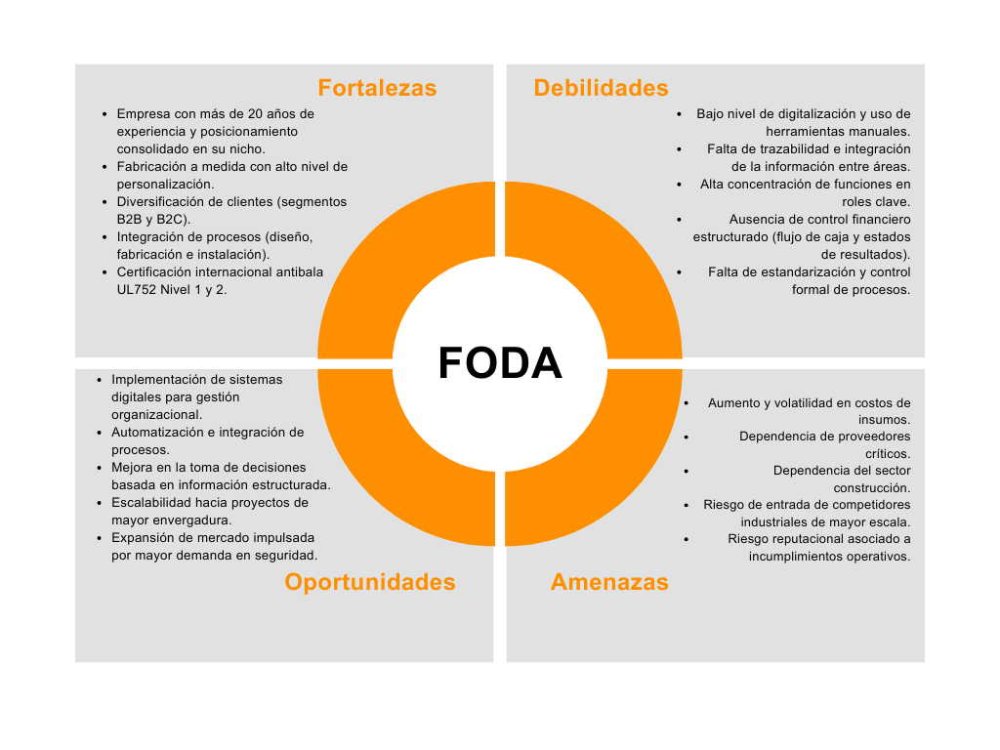 Fortalezas
• Empresa con más de 20 años de
experiencia y posicionamiento
consolidado en su nicho.
• Fabricación a medida con alto nivel de
personalización.
• Diversificación de clientes (segmentos
B2B y B2C).
• Integración de procesos (diseño,
fabricación e instalación).
• Certificación internacional antibala
UL752 Nivel 1 y 2.
Debilidades
• Bajo nivel de digitalización y uso de
herramientas manuales.
• Falta de trazabilidad e integración
de la información entre áreas.
• Alta concentración de funciones en
roles clave.
• Ausencia de control financiero
estructurado (flujo de caja y estados
de resultados).
• Falta de estandarización y control
formal de procesos.
FODA
• Implementación de sistemas
digitales para gestión
organizacional.
• Automatización e integración de
procesos.
• Mejora en la toma de decisiones
basada en información estructurada.
• Escalabilidad hacia proyectos de
mayor envergadura.
• Expansión de mercado impulsada
por mayor demanda en seguridad.
Oportunidades
• Aumento y volatilidad en costos de
insumos.
• Dependencia de proveedores
críticos.
• Dependencia del sector
construcción.
• Riesgo de entrada de competidores
industriales de mayor escala.
• Riesgo reputacional asociado a
incumplimientos operativos.
Amenazas